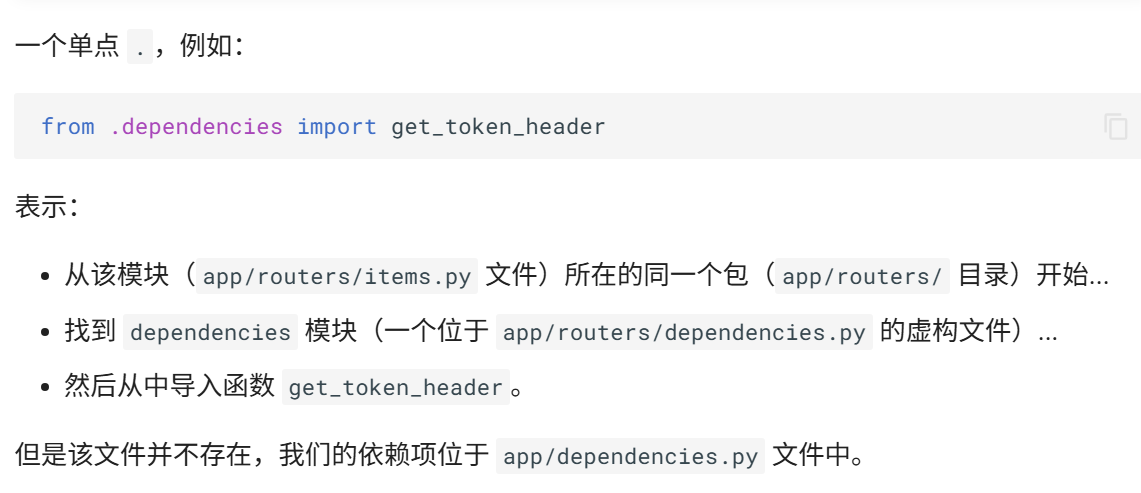 一个单点 .，例如：
from .dependencies import get_token_header
表示：
• 从该模块（app/routers/items.py 文件）所在的同一个包（app/routers/ 目录）开始...
• 找到 dependencies 模块（一个位于 app/routers/dependencies.py 的虚构文件）...
• 然后从中导入函数 get_token_header。
但是该文件并不存在，我们的依赖项位于 app/dependencies.py 文件中。